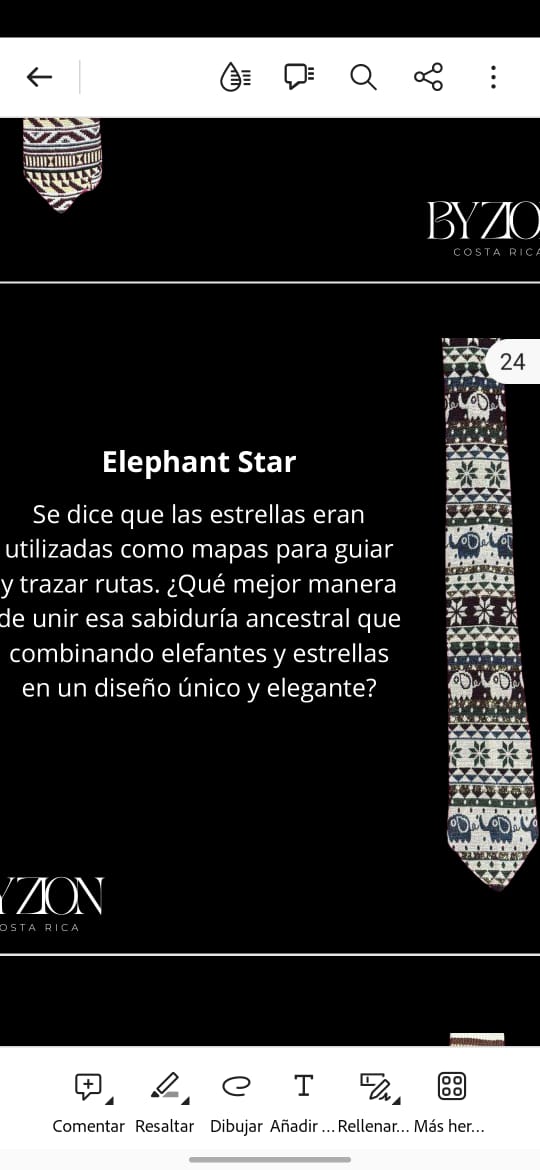 BYZIO
COSTA RICA
24
Elephant Star
Se dice que las estrellas eran
utilizadas como mapas para guiar
y trazar rutas. ¿Qué mejor manera
de unir esa sabiduría ancestral que
combinando elefantes y estrellas
en un diseño único y elegante?
YZION
OSTA RICA
Comentar Resaltar Dibujar Añadir ... Rellenar... Más her...